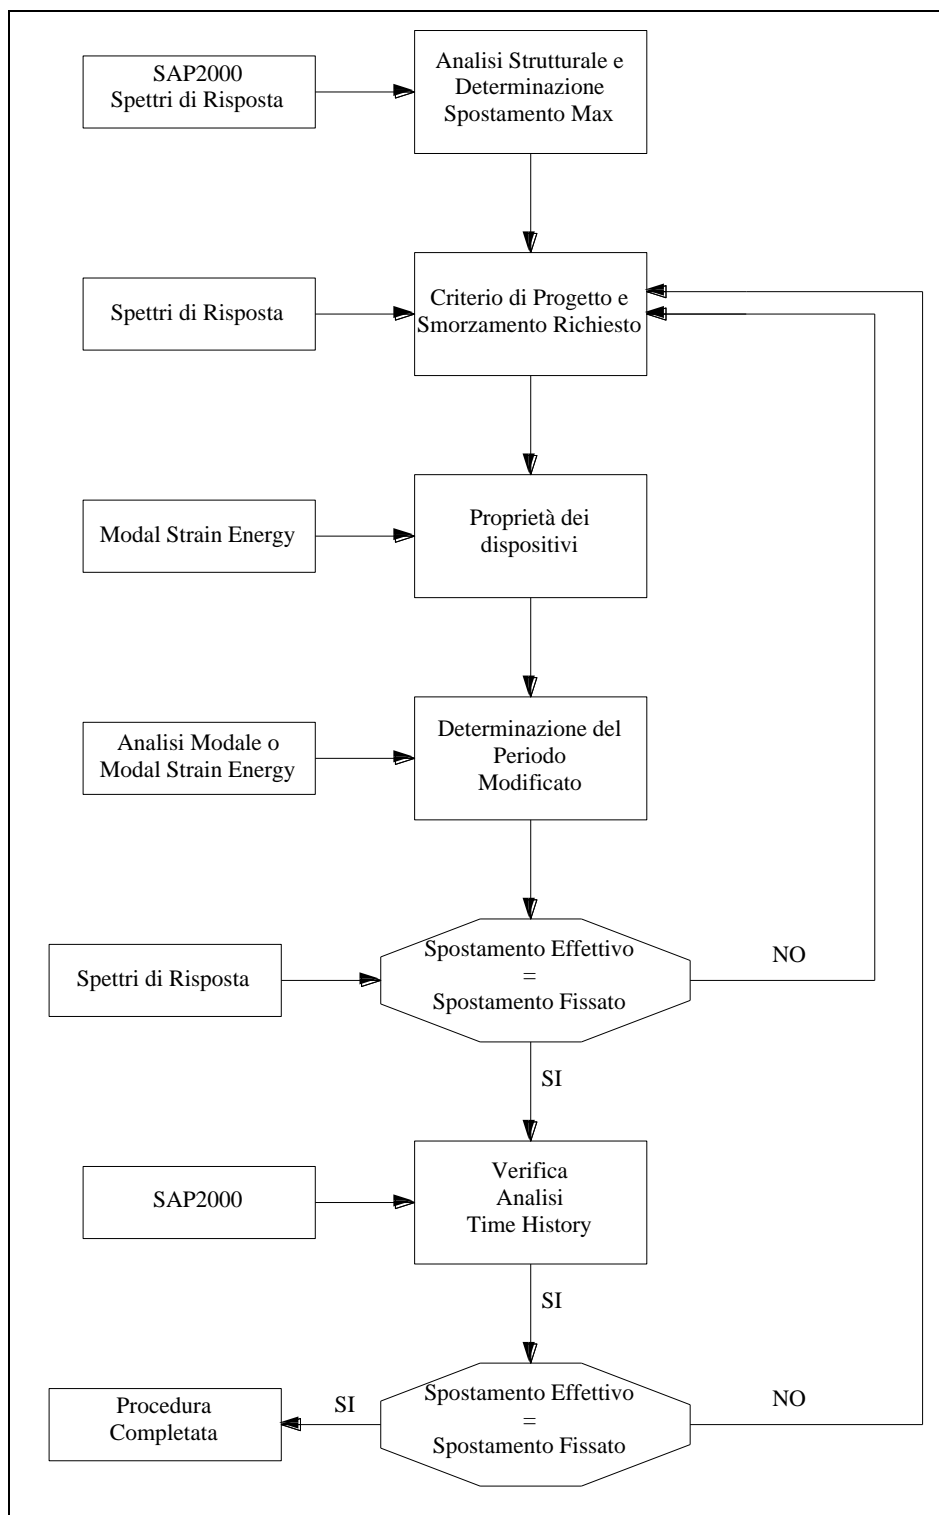 SAP2000
Spettri di Risposta
Analisi Strutturale e
Determinazione
Spostamento Max
Spettri di Risposta
Criterio di Progetto e
Smorzamento Richiesto
Modal Strain Energy
Proprietà dei
dispositivi
Analisi Modale o
Modal Strain Energy
Determinazione del
Periodo
Modificato
Spettri di Risposta
Spostamento Effettivo
=
Spostamento Fissato
NO
SI
SAP2000
Verifica
Analisi
Time History
SI
Procedura
Completata
SI
Spostamento Effettivo
=
Spostamento Fissato
NO